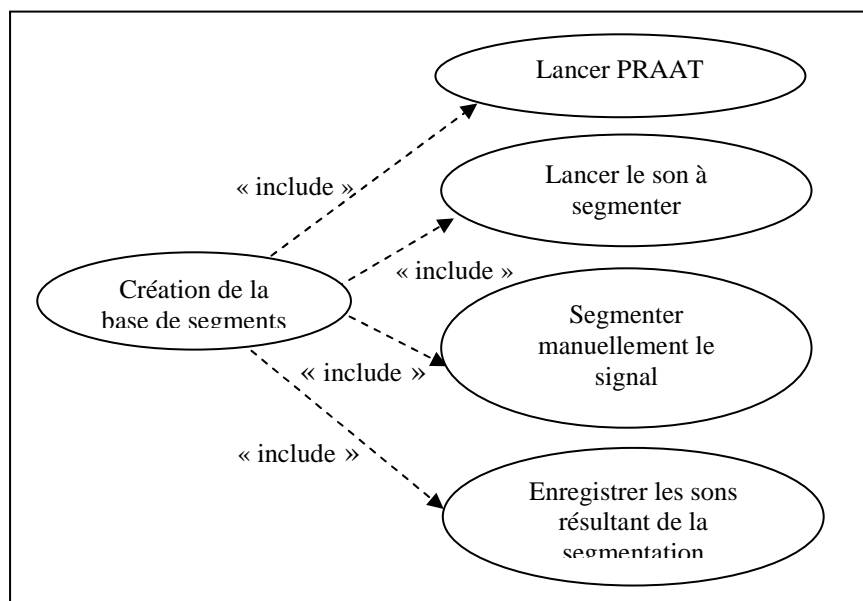 Lancer PRAAT
« include »
Lancer le son à
segmenter
« include »
Création de la
base de segments
Segmenter
manuellement le
signal
« include »
« include »
Enregistrer les sons
résultant de la
segmentation